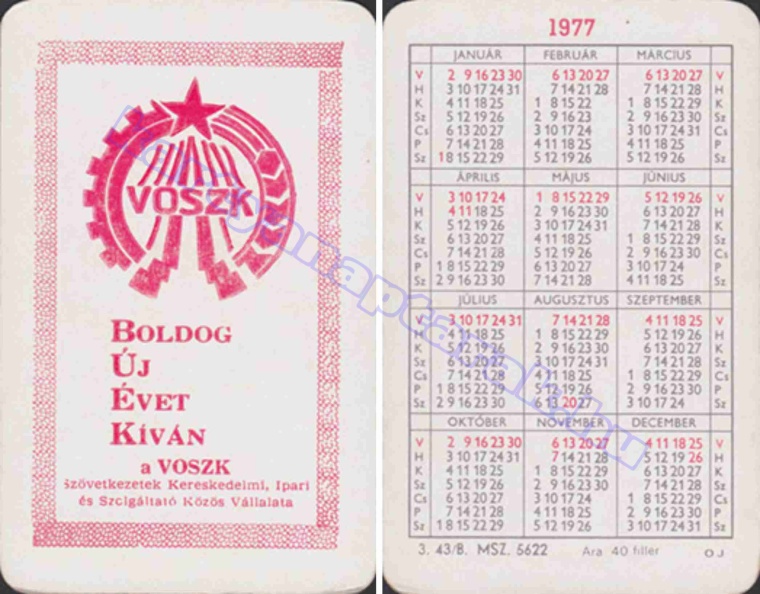 VOSZK
BOLDOG
ÚJ
ÉVET
KÍVÁN
a VOSZK
Szövetkezetek Kereskedelmi, Ipari
és Szolgáltató Közös Vállalata
1977
JANUÁR FEBRUÁR MÁRCIUS
V 2 9 16 23 30 6 13 20 27 6 13 20 27 V
H 3 10 17 24 31 7 14 21 28 7 14 21 28 H
K 4 11 18 25 1 8 15 22 1 8 15 22 29 K
Sz 5 12 19 26 2 9 16 23 2 9 16 23 30 Sz
Cs 6 13 20 27 3 10 17 24 3 10 17 24 31 Cs
P 7 14 21 28 4 11 18 25 4 11 18 25 P
Sz 1 8 15 22 29 5 12 19 26 5 12 19 26 Sz
ÁPRILIS MÁJUS JÚNIUS
V 3 10 17 24 1 8 15 22 29 5 12 19 26 V
H 4 11 18 25 2 9 16 23 30 6 13 20 27 H
K 5 12 19 26 3 10 17 24 31 7 14 21 28 K
Sz 6 13 20 27 4 11 18 25 1 8 15 22 29 Sz
Cs 7 14 21 28 5 12 19 26 2 9 16 23 30 Cs
P 1 8 15 22 29 6 13 20 27 3 10 17 24 P
Sz 2 9 16 23 30 7 14 21 28 4 11 18 25 Sz
JÚLIUS AUGUSZTUS SZEPTEMBER
V 3 10 17 24 31 7 14 21 28 4 11 18 25 V
H 4 11 18 25 1 8 15 22 29 5 12 19 26 H
K 5 12 19 26 2 9 16 23 30 6 13 20 27 K
Sz 6 13 20 27 3 10 17 24 31 7 14 21 28 Sz
Cs 7 14 21 28 4 11 18 25 1 8 15 22 29 Cs
P 1 8 15 22 29 5 12 19 26 2 9 16 23 30 P
Sz 2 9 16 23 30 6 13 20 27 3 10 17 24 Sz
OKTÓBER NOVEMBER DECEMBER
V 2 9 16 23 30 6 13 20 27 4 11 18 25 V
H 3 10 17 24 31 7 14 21 28 5 12 19 26 H
K 4 11 18 25 1 8 15 22 29 6 13 20 27 K
Sz 5 12 19 26 2 9 16 23 30 7 14 21 28 Sz
Cs 6 13 20 27 3 10 17 24 1 8 15 22 29 Cs
P 7 14 21 28 4 11 18 25 2 9 16 23 30 P
Sz 1 8 15 22 29 5 12 19 26 3 10 17 24 31 Sz
3. 43/B. MSZ. 5622 Ára 40 fillér O J